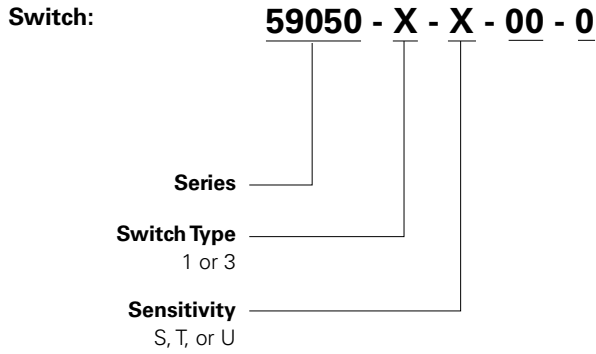 Switch:
59050 - X - X - 00 - 0
Series
Switch Type
1 or 3
Sensitivity
S, T, or U